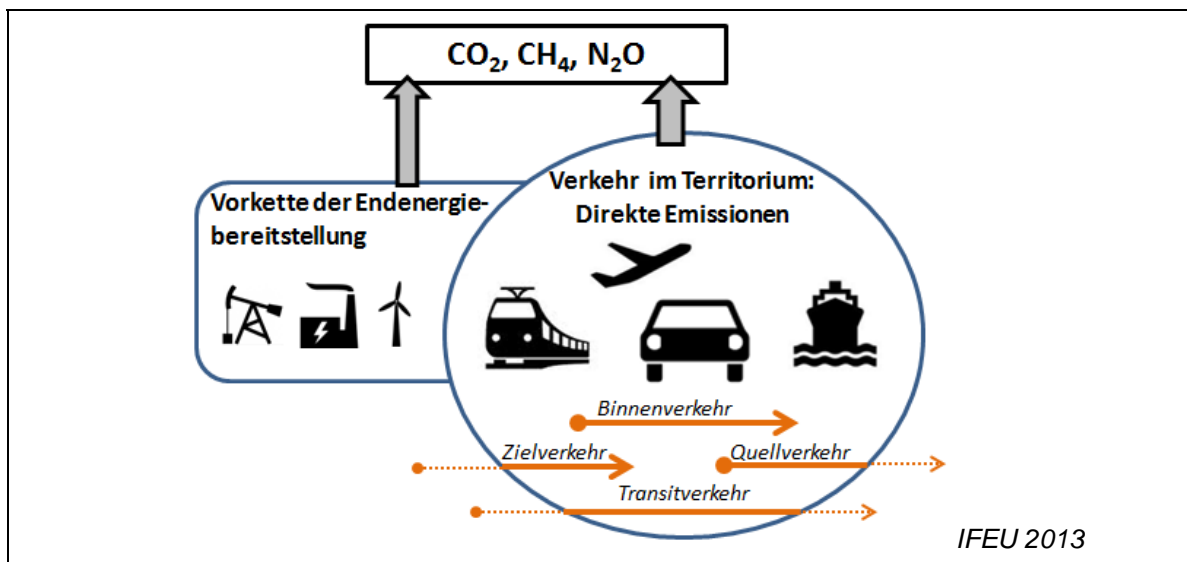 CO₂, CH₄, N₂O
Vorkette der Endenergie-
bereitstellung
Verkehr im Territorium:
Direkte Emissionen
Binnenverkehr
Zielverkehr
Quellverkehr
Transitverkehr
IFEU 2013